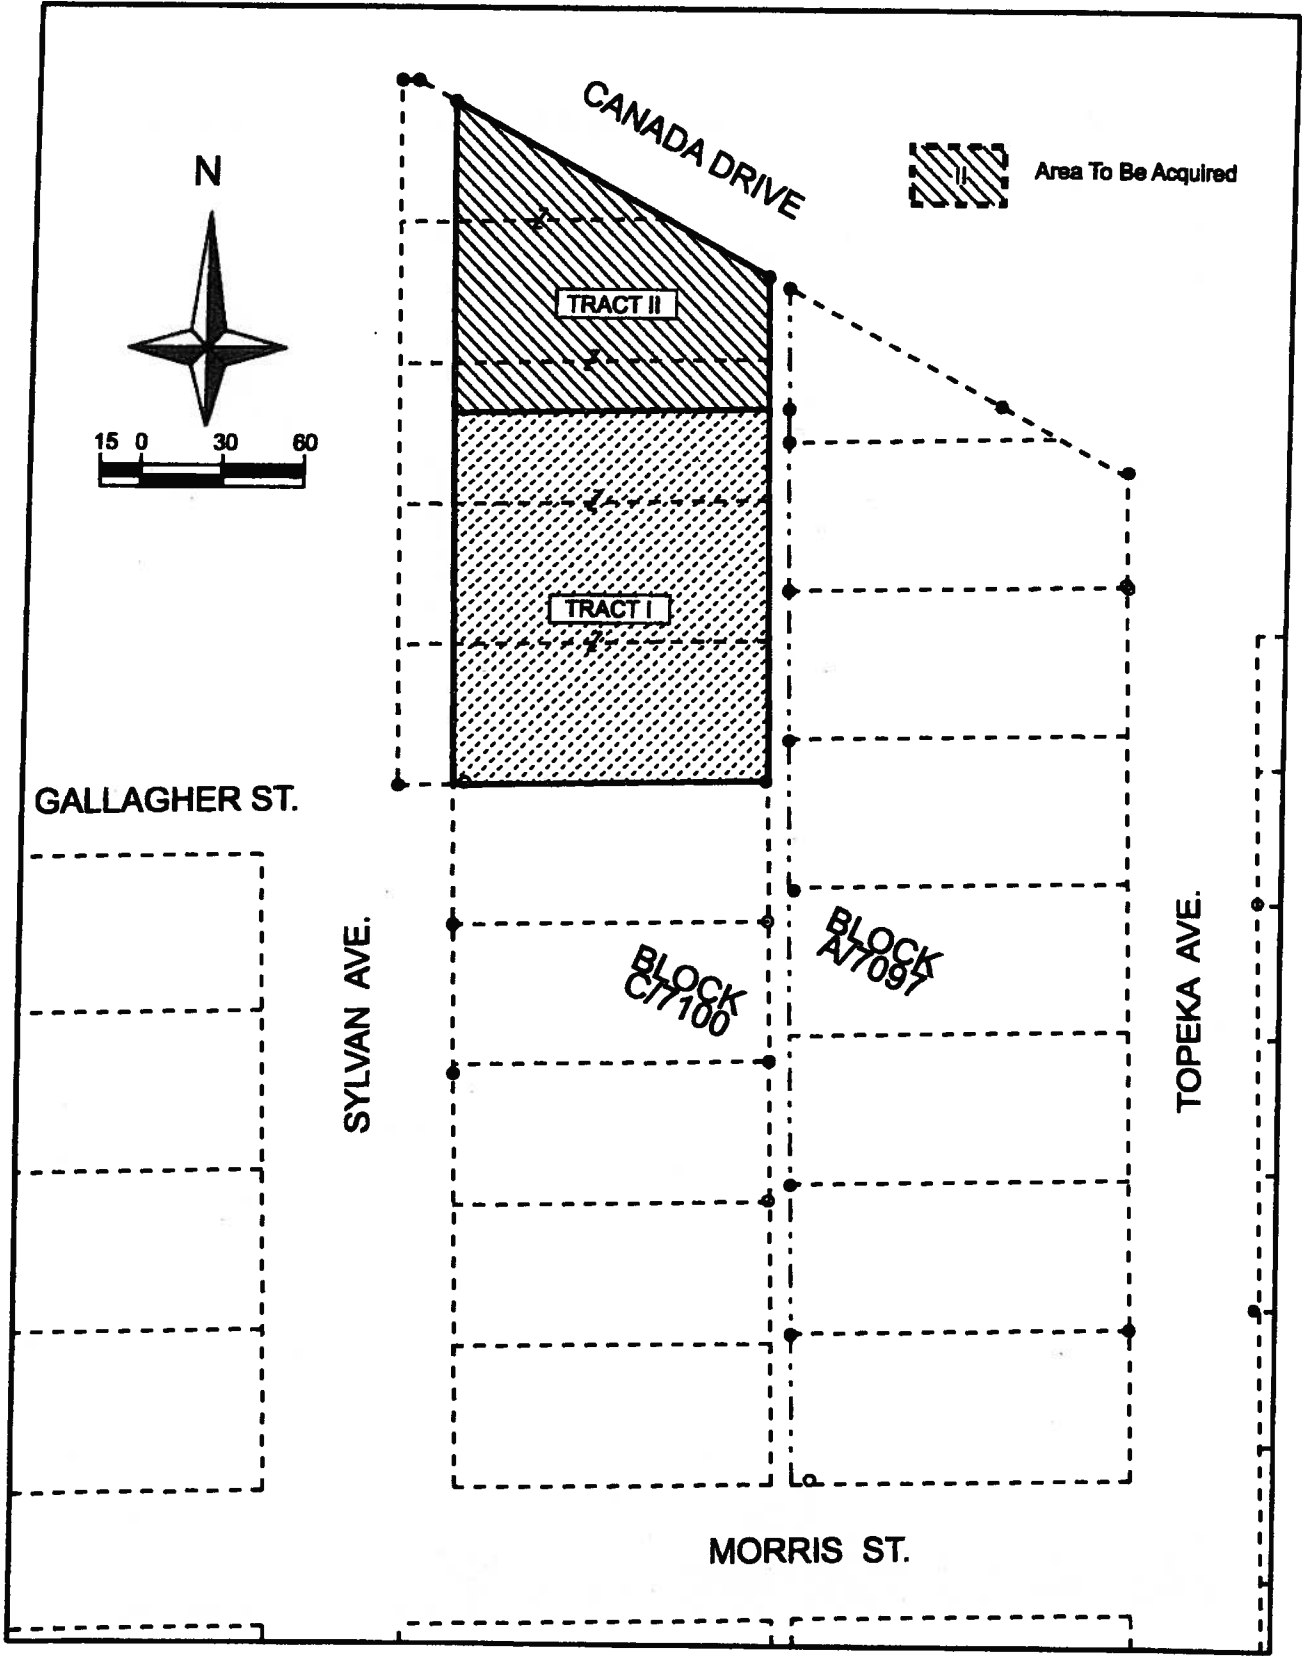 CANADA DRIVE
N
II
Area To Be Acquired
TRACT II
15 0 30 60
TRACT I
GALLAGHER ST.
SYLVAN AVE.
BLOCK
C/7100
BLOCK
A/7097
TOPEKA AVE.
MORRIS ST.